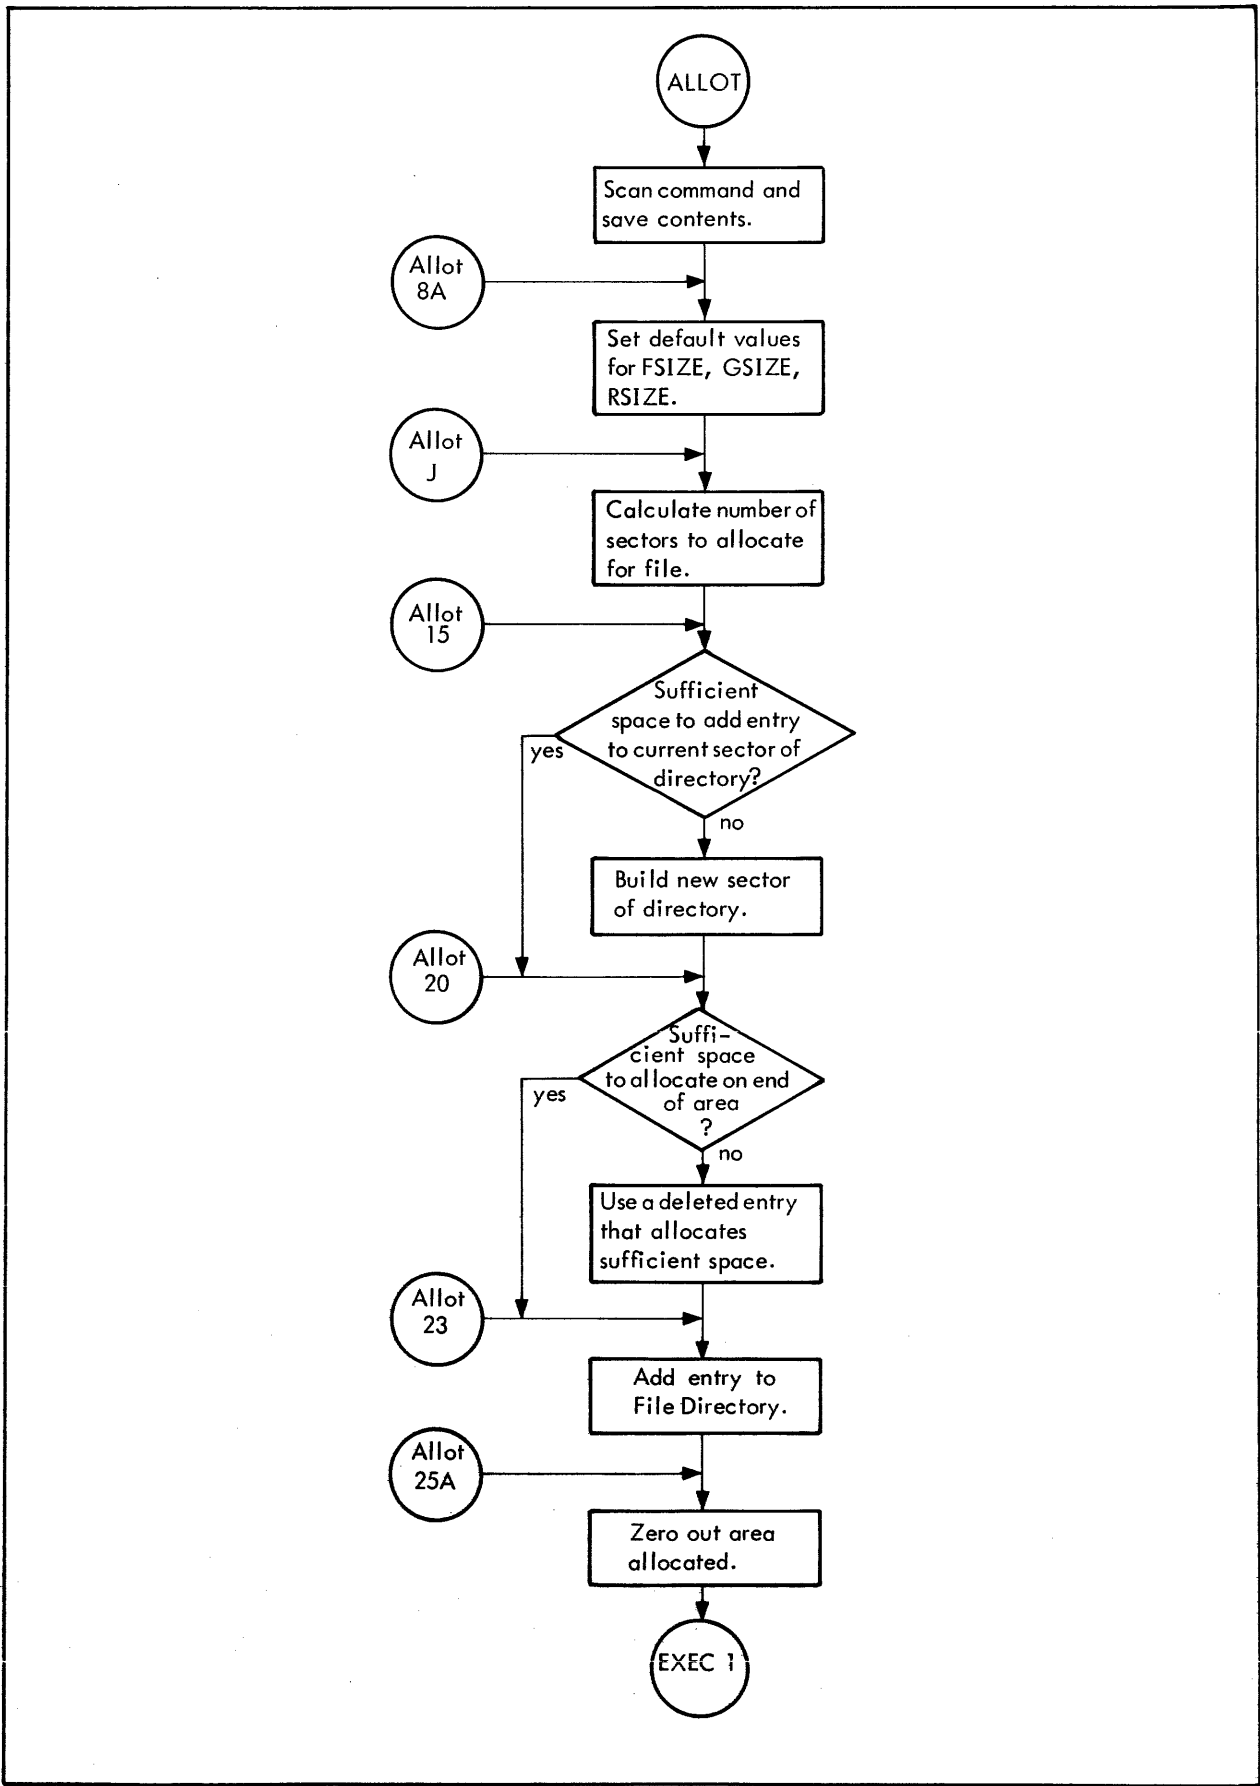 ALLOT
Scan command and
save contents.
Allot
8A
Set default values
for FSIZE, GSIZE,
RSIZE.
Allot
J
Calculate number of
sectors to allocate
for file.
Allot
15
Sufficient
space to add entry
to current sector of
directory?
yes
no
Build new sector
of directory.
Allot
20
Suffi-
cient space
to allocate on end
of area
?
yes
no
Use a deleted entry
that allocates
sufficient space.
Allot
23
Add entry to
File Directory.
Allot
25A
Zero out area
allocated.
EXEC 1